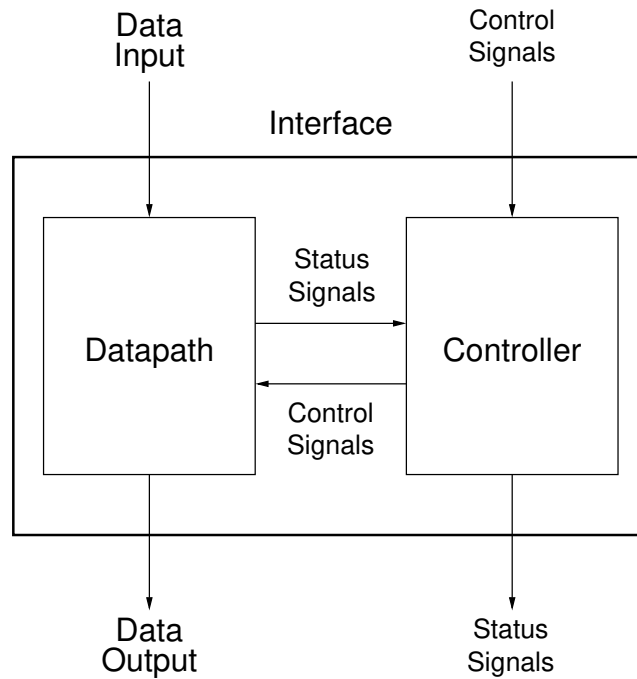 Data
Input
Control
Signals
Interface
Status
Signals
Datapath
Controller
Control
Signals
Data
Output
Status
Signals